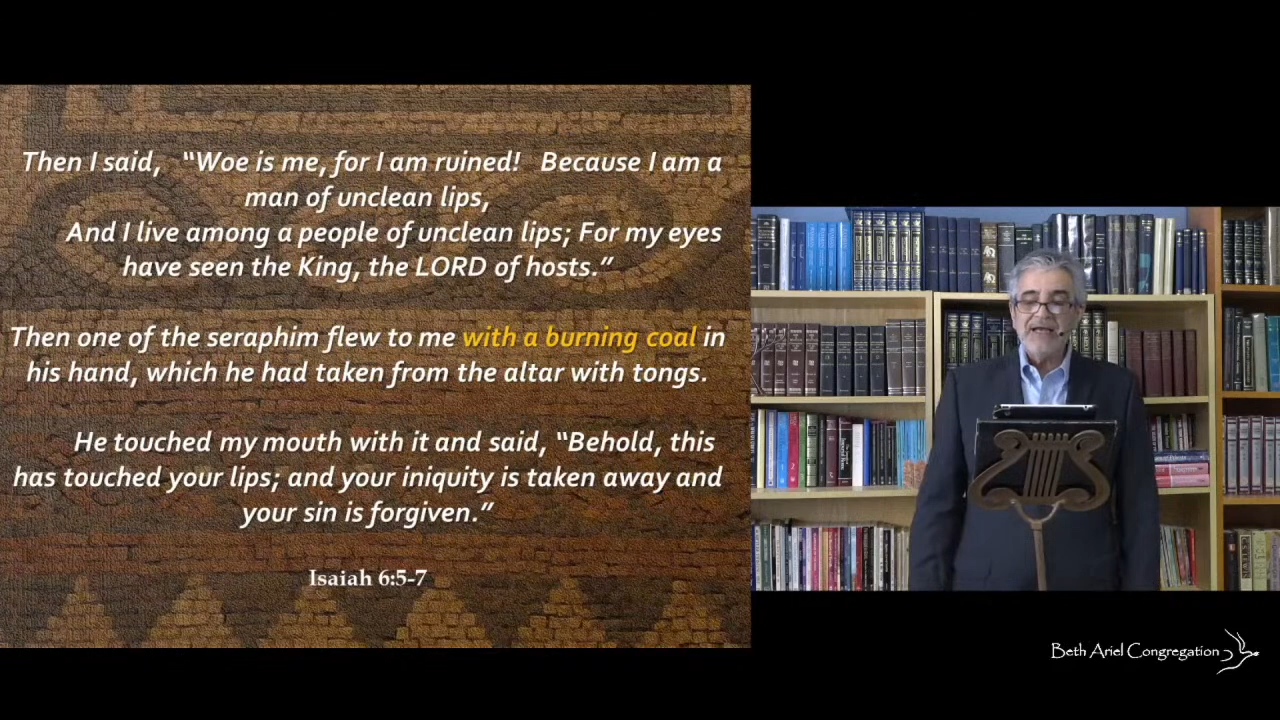 Then I said, “Woe is me, for I am ruined! Because I am a
man of unclean lips,
And I live among a people of unclean lips; For my eyes
have seen the King, the LORD of hosts.”
Then one of the seraphim flew to me with a burning coal in
his hand, which he had taken from the altar with tongs.
He touched my mouth with it and said, “Behold, this
has touched your lips; and your iniquity is taken away and
your sin is forgiven.”
Isaiah 6:5-7
Beth Ariel Congregation